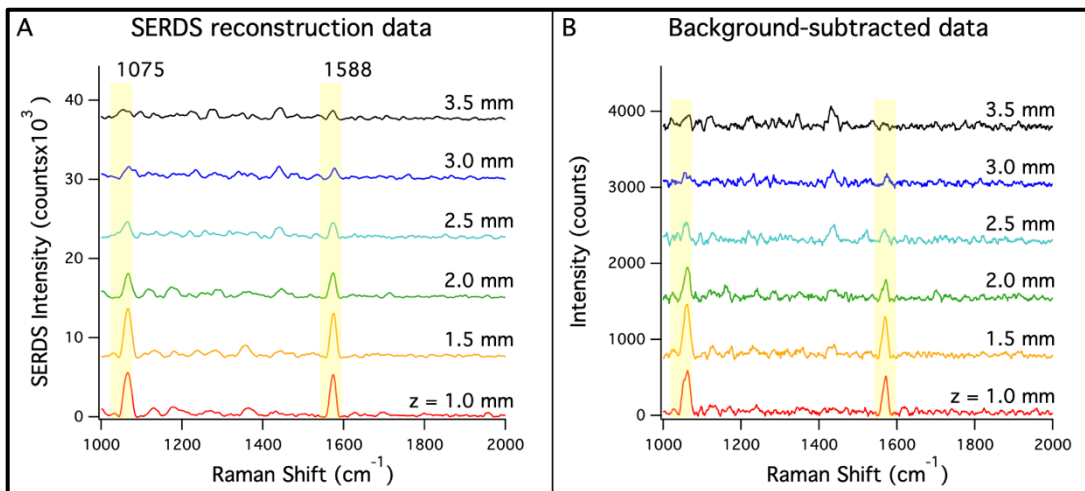 A
SERDS reconstruction data
1075
1588
SERDS Intensity (countsx10³)
40
30
20
10
0
3.5 mm
3.0 mm
2.5 mm
2.0 mm
1.5 mm
z = 1.0 mm
1000
1200
1400
1600
1800
2000
Raman Shift (cm⁻¹)
B
Background-subtracted data
Intensity (counts)
4000
3000
2000
1000
0
3.5 mm
3.0 mm
2.5 mm
2.0 mm
1.5 mm
z = 1.0 mm
1000
1200
1400
1600
1800
2000
Raman Shift (cm⁻¹)